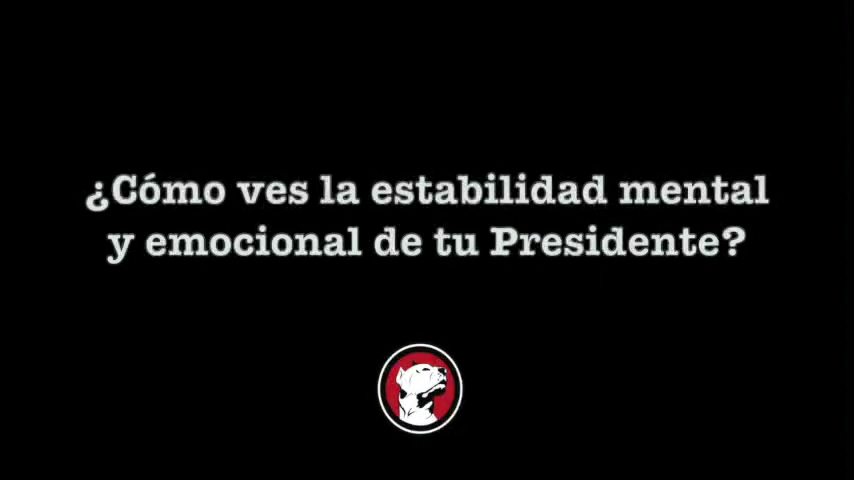 ¿Cómo ves la estabilidad mental
y emocional de tu Presidente?